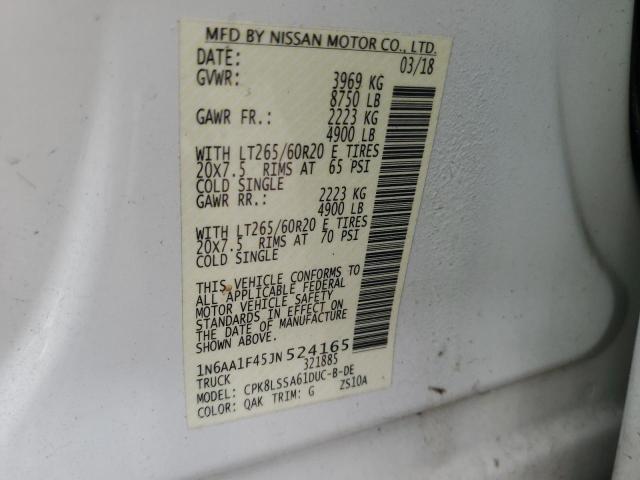 MFD BY NISSAN MOTOR CO., LTD.
DATE: 03/18
GVWR: 3969 KG
8750 LB
GAWR FR.: 2223 KG
4900 LB
WITH LT265/60R20 E TIRES
20X7.5 RIMS AT 65 PSI
COLD SINGLE
GAWR RR.: 2223 KG
4900 LB
WITH LT265/60R20 E TIRES
20X7.5 RIMS AT 70 PSI
COLD SINGLE
THIS VEHICLE CONFORMS TO
ALL APPLICABLE FEDERAL
MOTOR VEHICLE SAFETY
STANDARDS IN EFFECT ON
THE DATE OF MANUFACTURE
SHOWN ABOVE.
1N6AA1F45JN524165
TRUCK 321885
MODEL: CPK8LSSA61DUC-B-DE
COLOR: QAK TRIM: G ZS10A